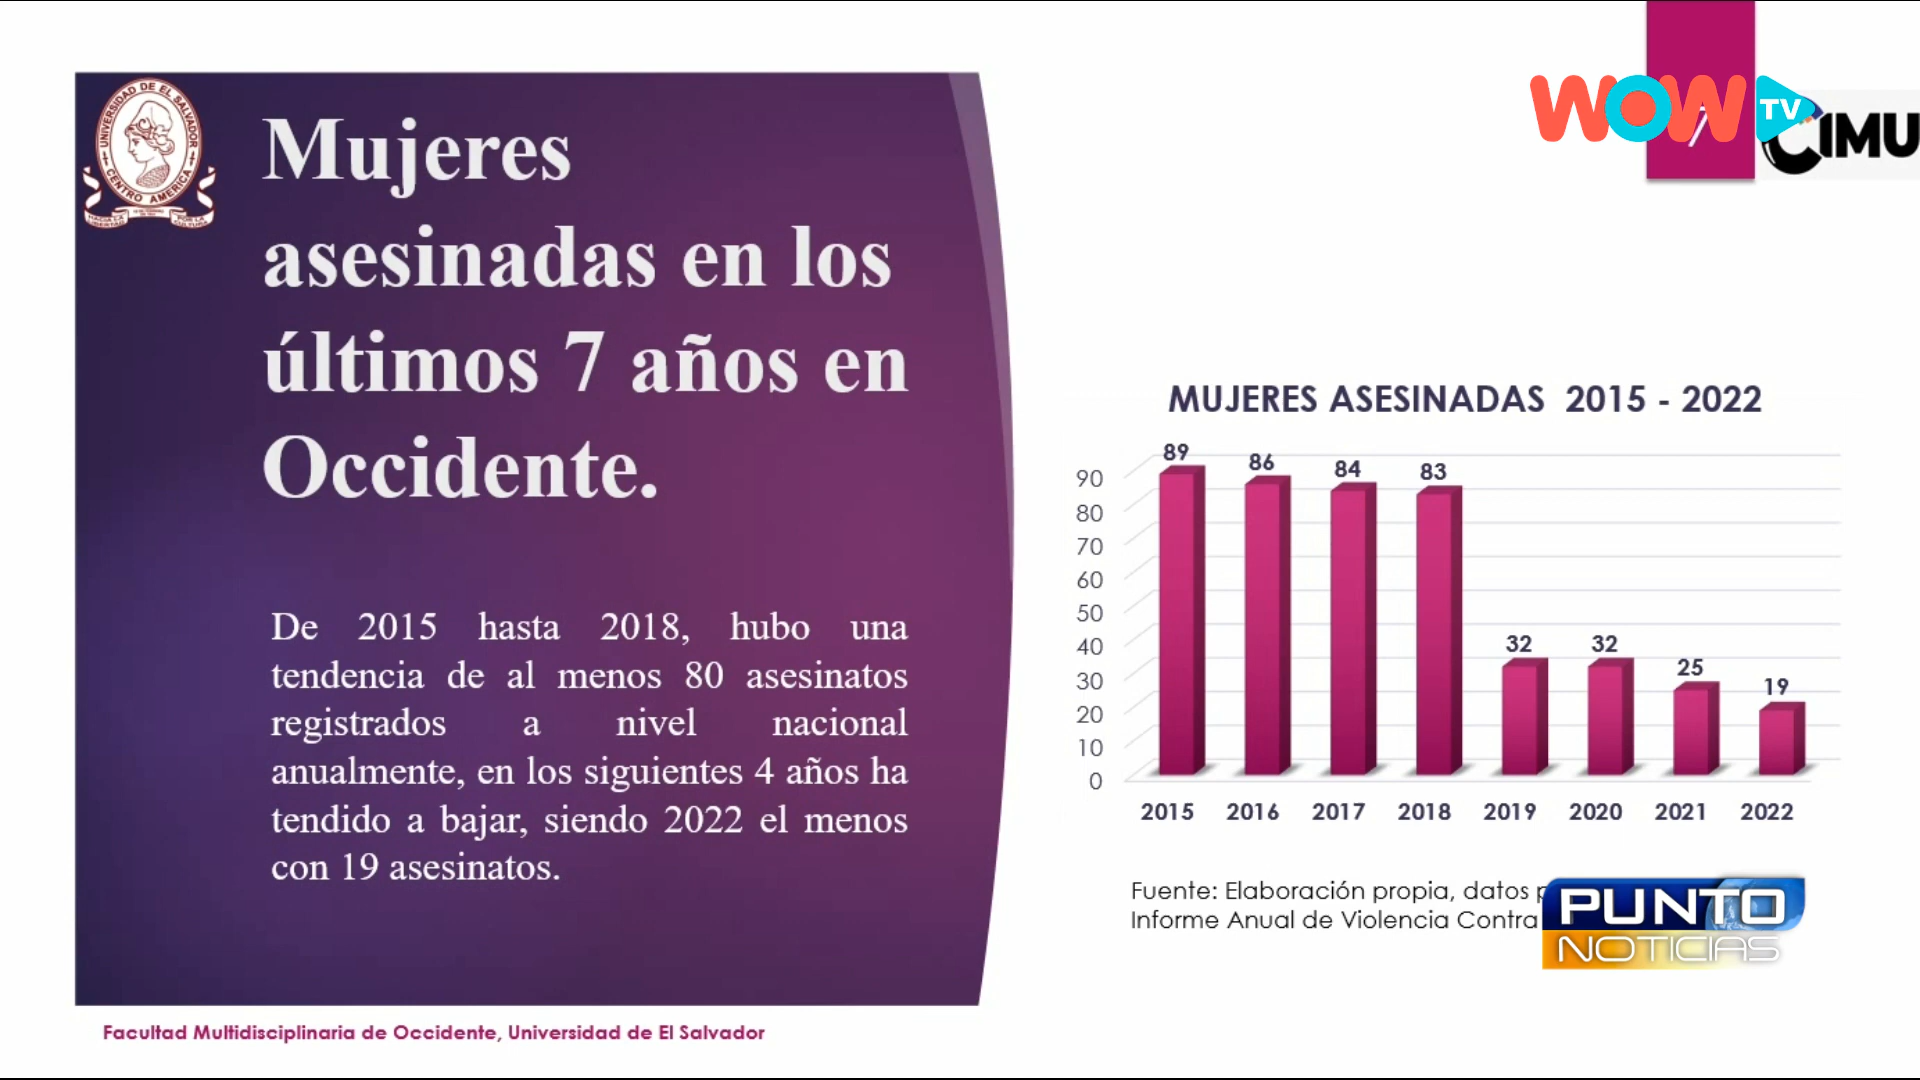 UNIVERSIDAD DE EL SALVADOR
CENTRO AMERICA
Mujeres
asesinadas en los
últimos 7 años en
Occidente.
De 2015 hasta 2018, hubo una
tendencia de al menos 80 asesinatos
registrados a nivel nacional
anualmente, en los siguientes 4 años ha
tendido a bajar, siendo 2022 el menos
con 19 asesinatos.
Facultad Multidisciplinaria de Occidente, Universidad de El Salvador
WOW TV
7
CIMU
MUJERES ASESINADAS 2015 - 2022
89 86 84 83 32 32 25 19
90
80
70
60
50
40
30
20
10
0
2015 2016 2017 2018 2019 2020 2021 2022
Fuente: Elaboración propia, datos
Informe Anual de Violencia Contra
PUNTO
NOTICIAS